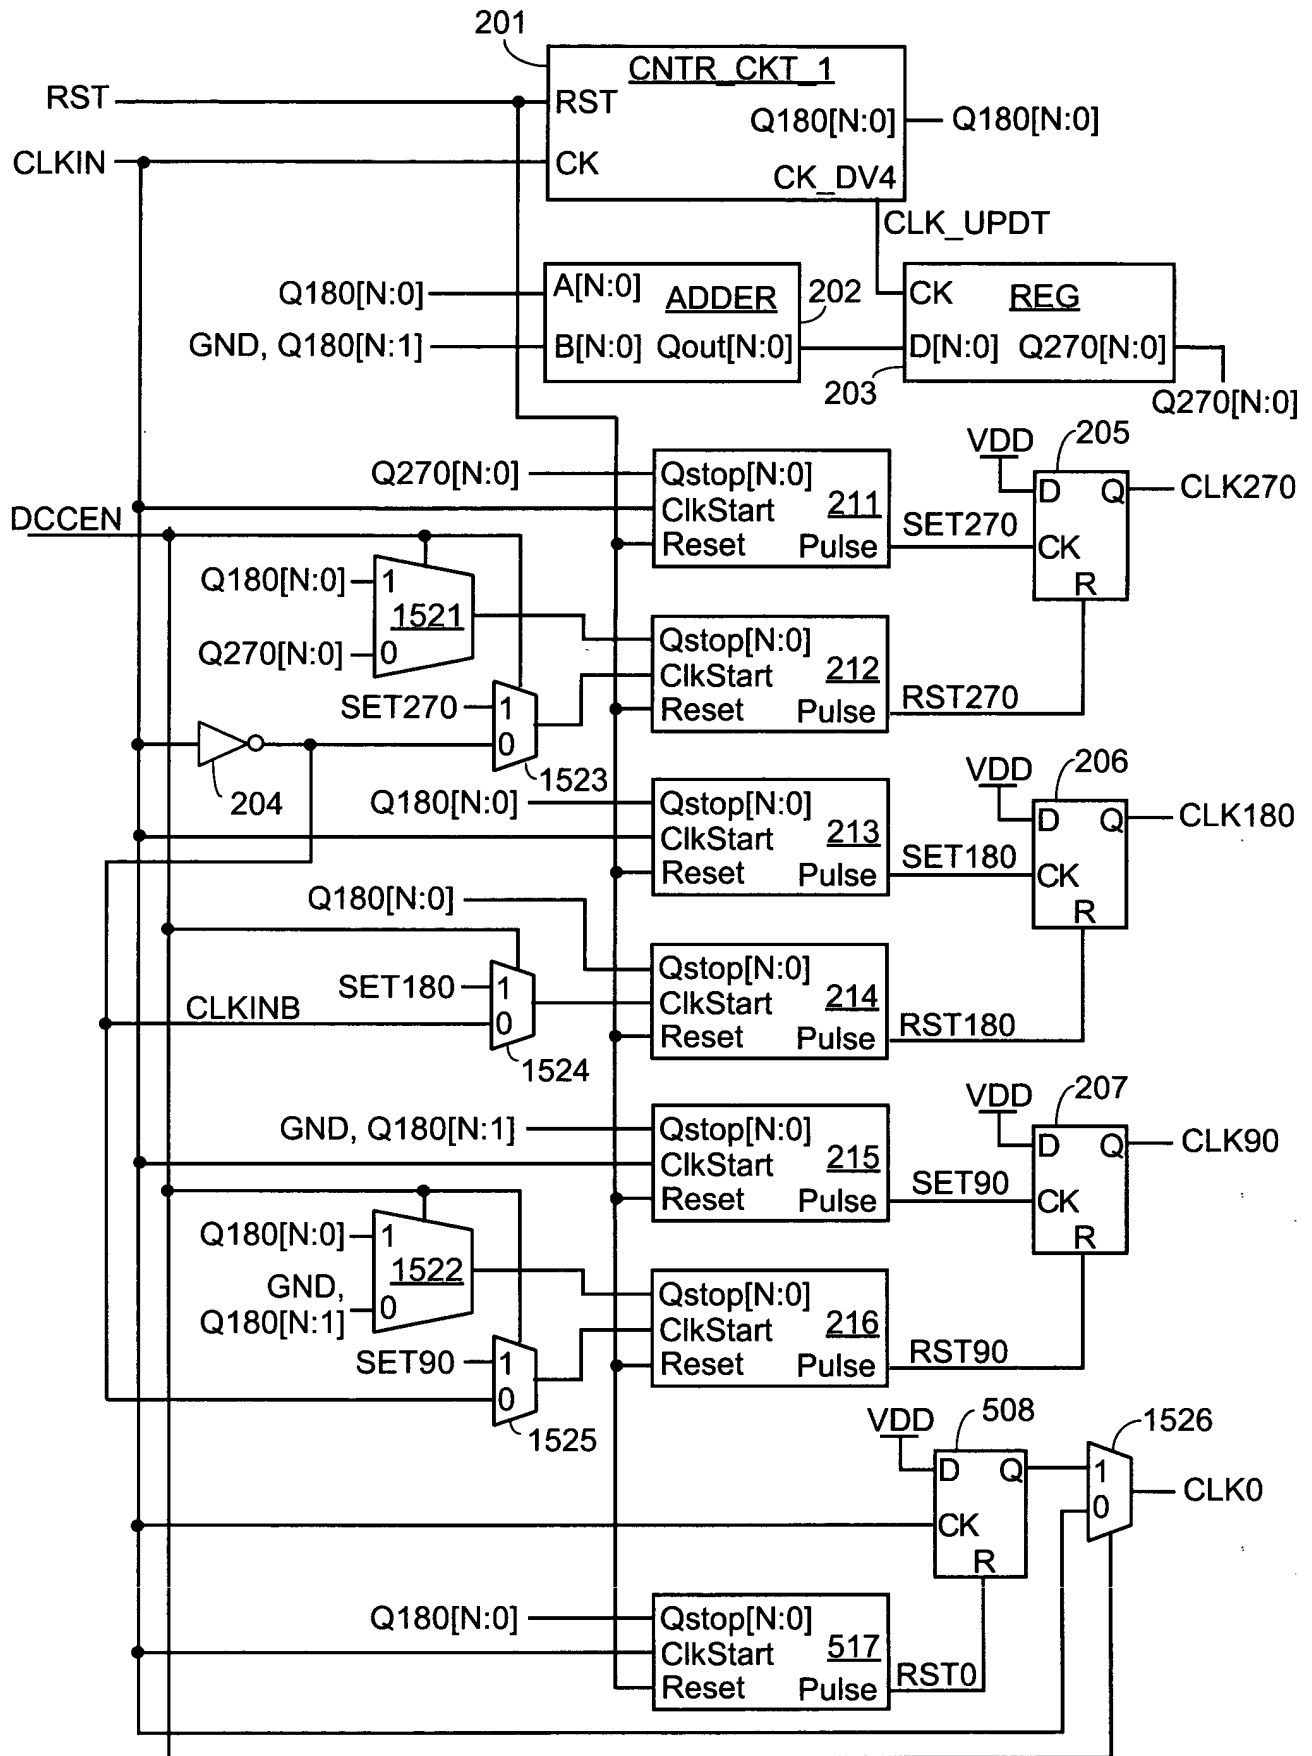 201
CNTR_CKT_1
RST
RST
Q180[N:0]
Q180[N:0]
CLKIN
CK
CK_DV4
CLK_UPDT
Q180[N:0]
A[N:0]
ADDER
202
CK
REG
GND, Q180[N:1]
B[N:0]
Qout[N:0]
D[N:0]
Q270[N:0]
203
Q270[N:0]
VDD
205
Q270[N:0]
Qstop[N:0]
D
Q
CLK270
ClkStart
211
SET270
DCCEN
Reset
Pulse
CK
R
Q180[N:0]
1
1521
Q270[N:0]
0
Qstop[N:0]
ClkStart
212
SET270
1
Reset
Pulse
RST270
0
204
1523
VDD
206
Q180[N:0]
Qstop[N:0]
D
Q
CLK180
ClkStart
213
SET180
Reset
Pulse
CK
R
Q180[N:0]
Qstop[N:0]
SET180
1
ClkStart
214
CLKINB
0
Reset
Pulse
RST180
1524
VDD
207
GND, Q180[N:1]
Qstop[N:0]
D
Q
CLK90
ClkStart
215
SET90
Reset
Pulse
CK
R
Q180[N:0]
1
1522
GND,
Q180[N:1]
0
Qstop[N:0]
ClkStart
216
SET90
1
Reset
Pulse
RST90
0
1525
VDD
508
1526
D
Q
1
CLK0
0
CK
R
Q180[N:0]
Qstop[N:0]
ClkStart
517
Reset
Pulse
RST0